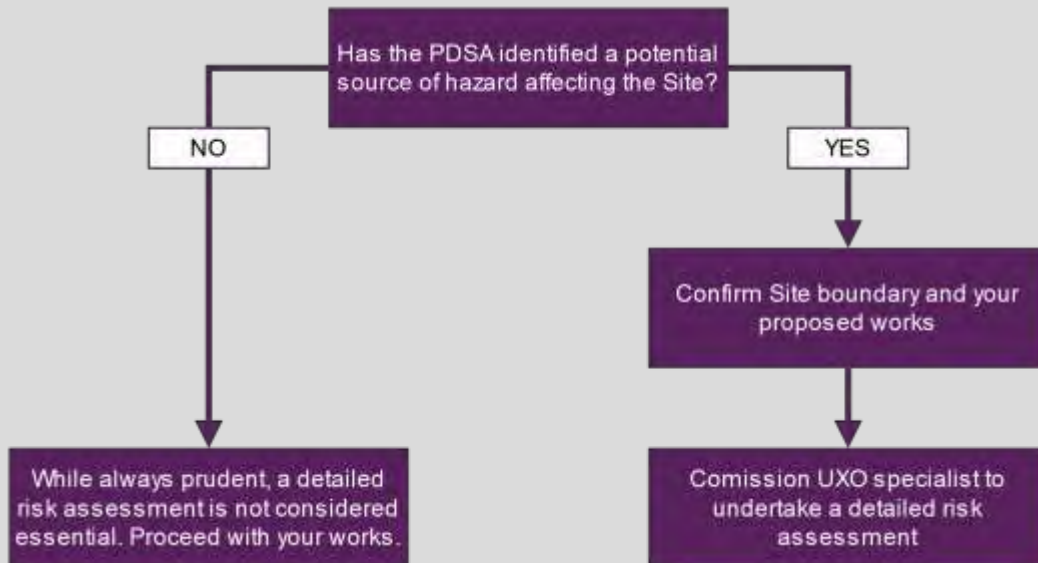 Has the PDSA identified a potential
source of hazard affecting the Site?
NO
YES
Confirm Site boundary and your
proposed works
While always prudent, a detailed
risk assessment is not considered
essential. Proceed with your works.
Comission UXO specialist to
undertake a detailed risk
assessment